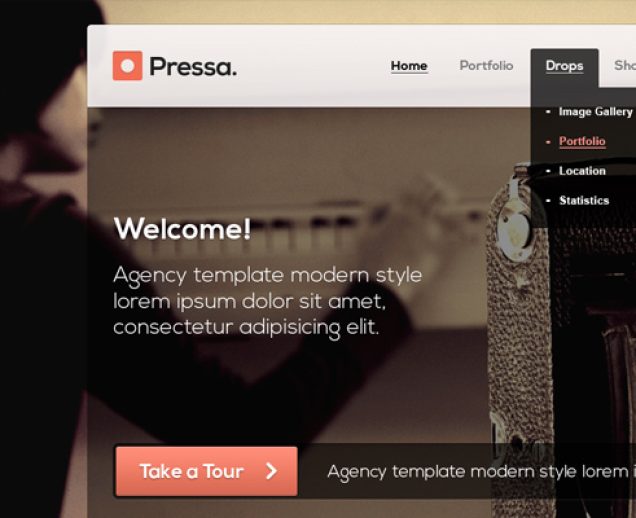 Pressa.
Home Portfolio Drops
Image Gallery
Portfolio
Location
Statistics
Welcome!
Agency template modern style
lorem ipsum dolor sit amet,
consectetur adipisicing elit.
Take a Tour
Agency template modern style lorem